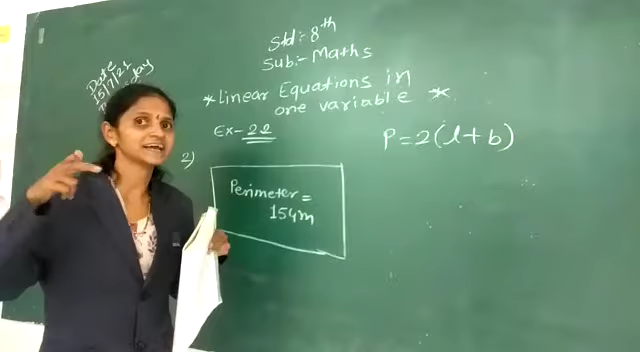 Std:- 8th
Sub:- Maths
Date
15/7/21
* Linear Equations in
one variable *
Ex- 2.2
P=2(l+b)
2)
Perimeter =
154m